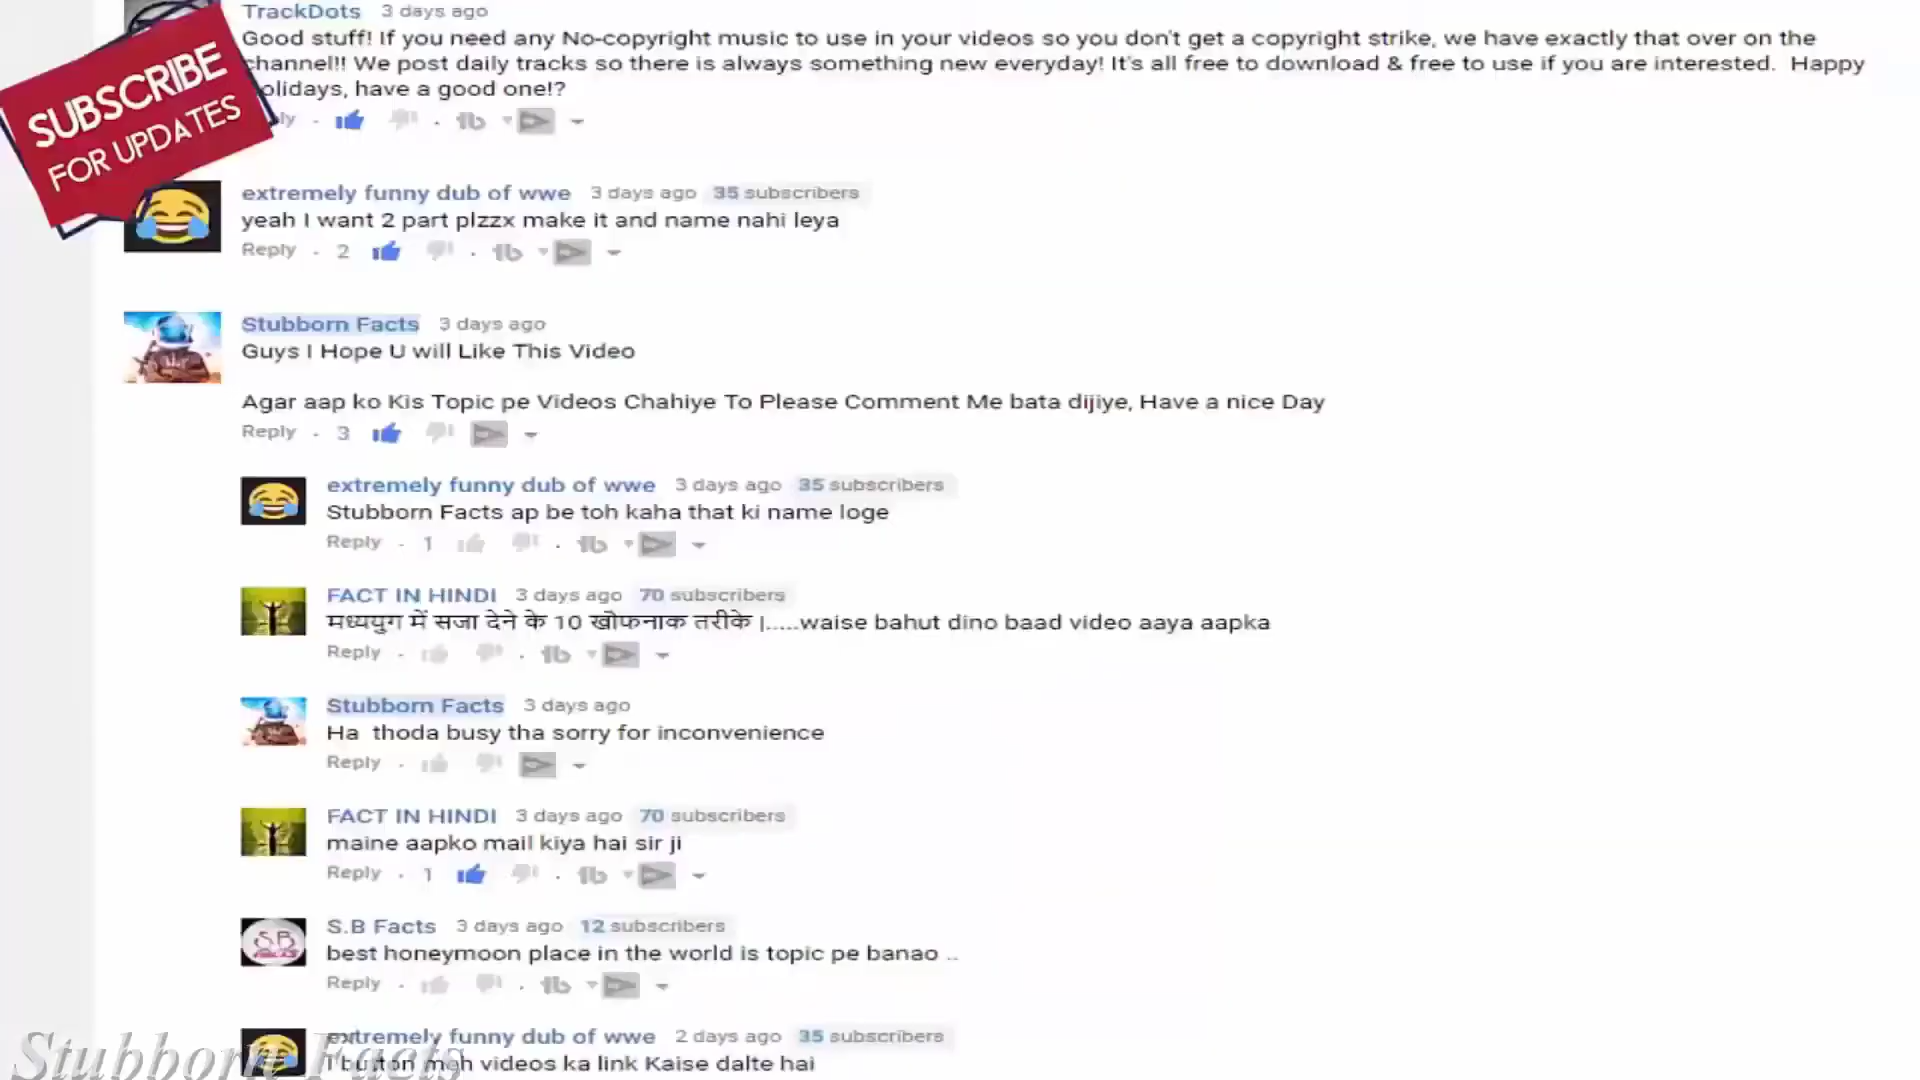 TrackDots 3 days ago
Good stuff! If you need any No-copyright music to use in your videos so you don't get a copyright strike, we have exactly that over on the
channel!! We post daily tracks so there is always something new everyday! It's all free to download & free to use if you are interested. Happy
olidays, have a good one!?
ly
SUBSCRIBE
FOR UPDATES
extremely funny dub of wwe 3 days ago 35 subscribers
yeah I want 2 part plzzx make it and name nahi leya
Reply · 2
Stubborn Facts 3 days ago
Guys I Hope U will Like This Video
Agar aap ko Kis Topic pe Videos Chahiye To Please Comment Me bata dijiye, Have a nice Day
Reply · 3
extremely funny dub of wwe 3 days ago 35 subscribers
Stubborn Facts ap be toh kaha that ki name loge
Reply · 1
FACT IN HINDI 3 days ago 70 subscribers
मध्ययुग में सजा देने के 10 खोफनाक तरीके |.....waise bahut dino baad video aaya aapka
Reply ·
Stubborn Facts 3 days ago
Ha thoda busy tha sorry for inconvenience
Reply ·
FACT IN HINDI 3 days ago 70 subscribers
maine aapko mail kiya hai sir ji
Reply · 1
S.B Facts 3 days ago 12 subscribers
best honeymoon place in the world is topic pe banao ..
Reply ·
extremely funny dub of wwe 2 days ago 35 subscribers
I button meh videos ka link Kaise dalte hai
Stubborn Facts